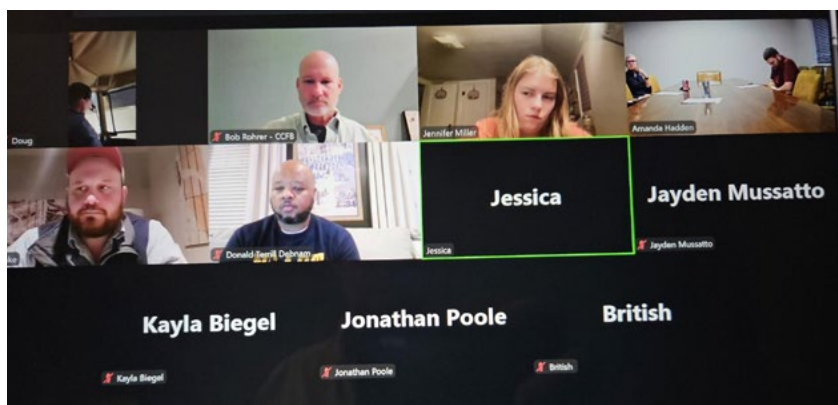 Doug
Bob Rohrer - CCFB
Jennifer Miller
Amanda Hadden
ke
Donald Terrill Debnam
Jessica
Jessica
Jayden Mussatto
Jayden Mussatto
Kayla Biegel
Kayla Biegel
Jonathan Poole
Jonathan Poole
British
British